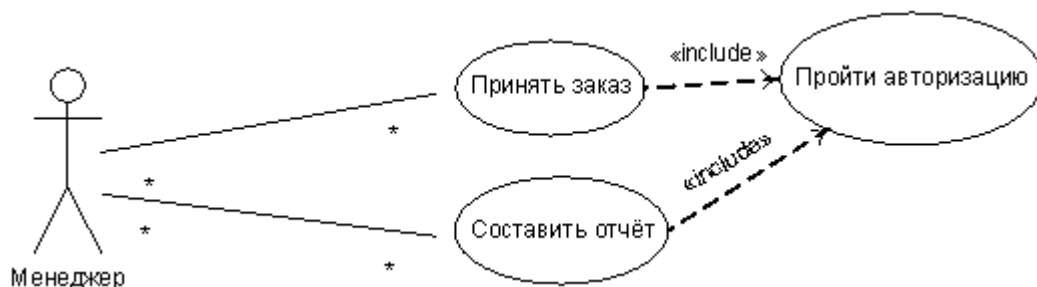 «include »
Принять заказ
Пройти авторизацию
*
«include»
*
*
Составить отчёт
*
Менеджер